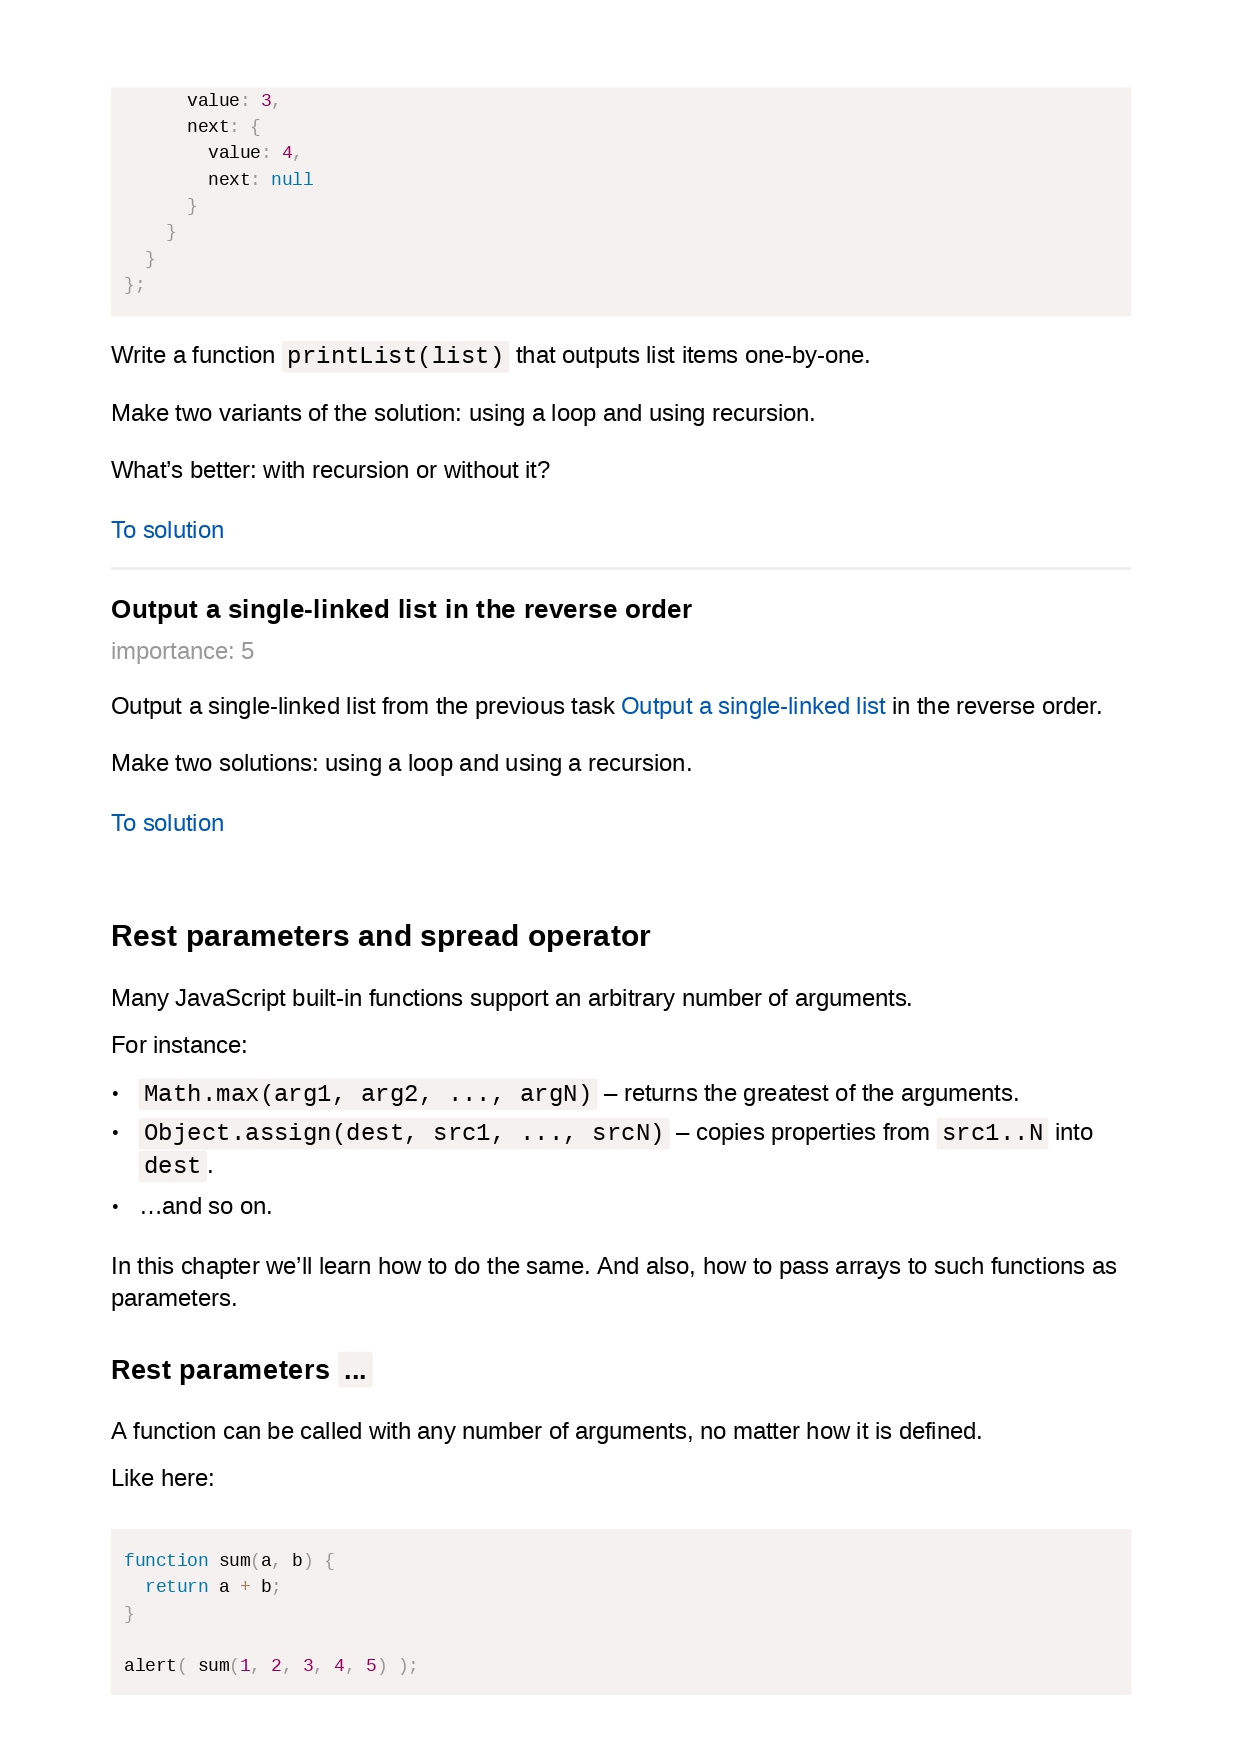 value: 3,
      next: {
        value: 4,
        next: null
      }
    }
  }
};
Write a function printList(list) that outputs list items one-by-one.
Make two variants of the solution: using a loop and using recursion.
What’s better: with recursion or without it?
To solution
Output a single-linked list in the reverse order
importance: 5
Output a single-linked list from the previous task Output a single-linked list in the reverse order.
Make two solutions: using a loop and using a recursion.
To solution
Rest parameters and spread operator
Many JavaScript built-in functions support an arbitrary number of arguments.
For instance:
• Math.max(arg1, arg2, ..., argN) – returns the greatest of the arguments.
• Object.assign(dest, src1, ..., srcN) – copies properties from src1..N into
dest.
• …and so on.
In this chapter we’ll learn how to do the same. And also, how to pass arrays to such functions as
parameters.
Rest parameters ...
A function can be called with any number of arguments, no matter how it is defined.
Like here:
function sum(a, b) {
  return a + b;
}
alert( sum(1, 2, 3, 4, 5) );